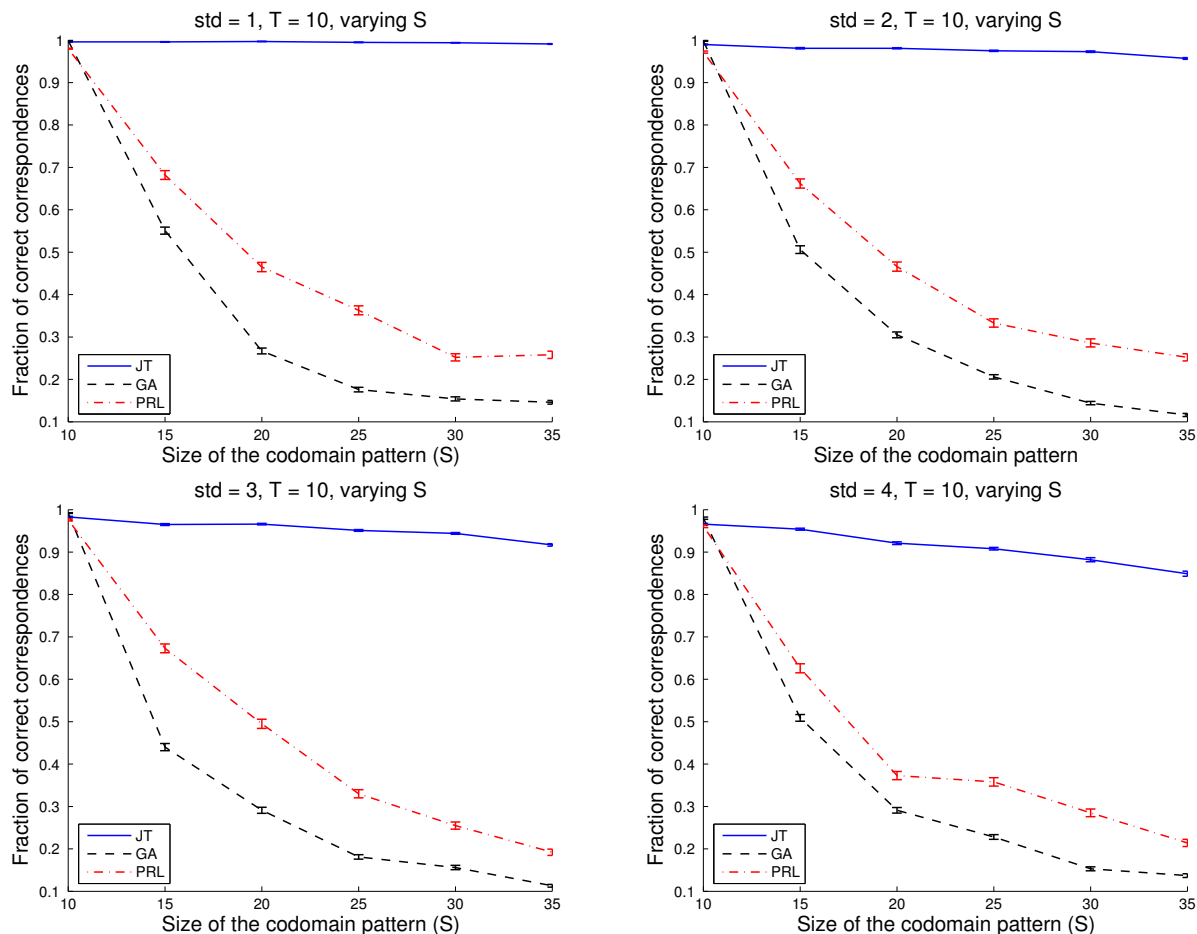 std = 1, T = 10, varying S
Fraction of correct correspondences
1
0.9
0.8
0.7
0.6
0.5
0.4
0.3
0.2
0.1
JT
GA
PRL
10 15 20 25 30 35
Size of the codomain pattern (S)
std = 2, T = 10, varying S
Fraction of correct correspondences
1
0.9
0.8
0.7
0.6
0.5
0.4
0.3
0.2
0.1
JT
GA
PRL
10 15 20 25 30 35
Size of the codomain pattern
std = 3, T = 10, varying S
Fraction of correct correspondences
1
0.9
0.8
0.7
0.6
0.5
0.4
0.3
0.2
0.1
JT
GA
PRL
10 15 20 25 30 35
Size of the codomain pattern (S)
std = 4, T = 10, varying S
Fraction of correct correspondences
1
0.9
0.8
0.7
0.6
0.5
0.4
0.3
0.2
0.1
JT
GA
PRL
10 15 20 25 30 35
Size of the codomain pattern (S)